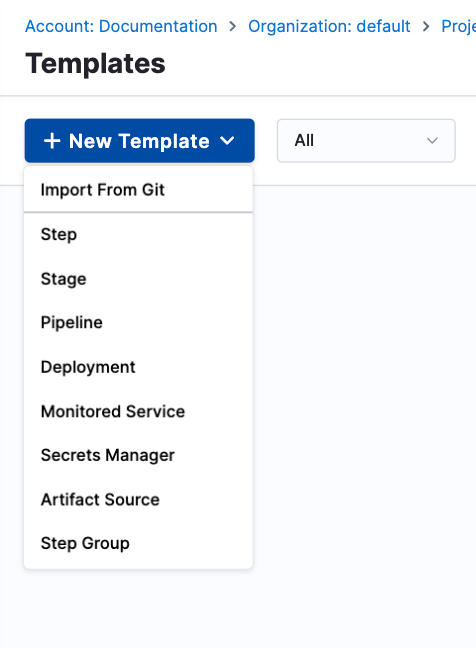 Account: Documentation > Organization: default >
Templates
+ New Template All
Import From Git
Step
Stage
Pipeline
Deployment
Monitored Service
Secrets Manager
Artifact Source
Step Group